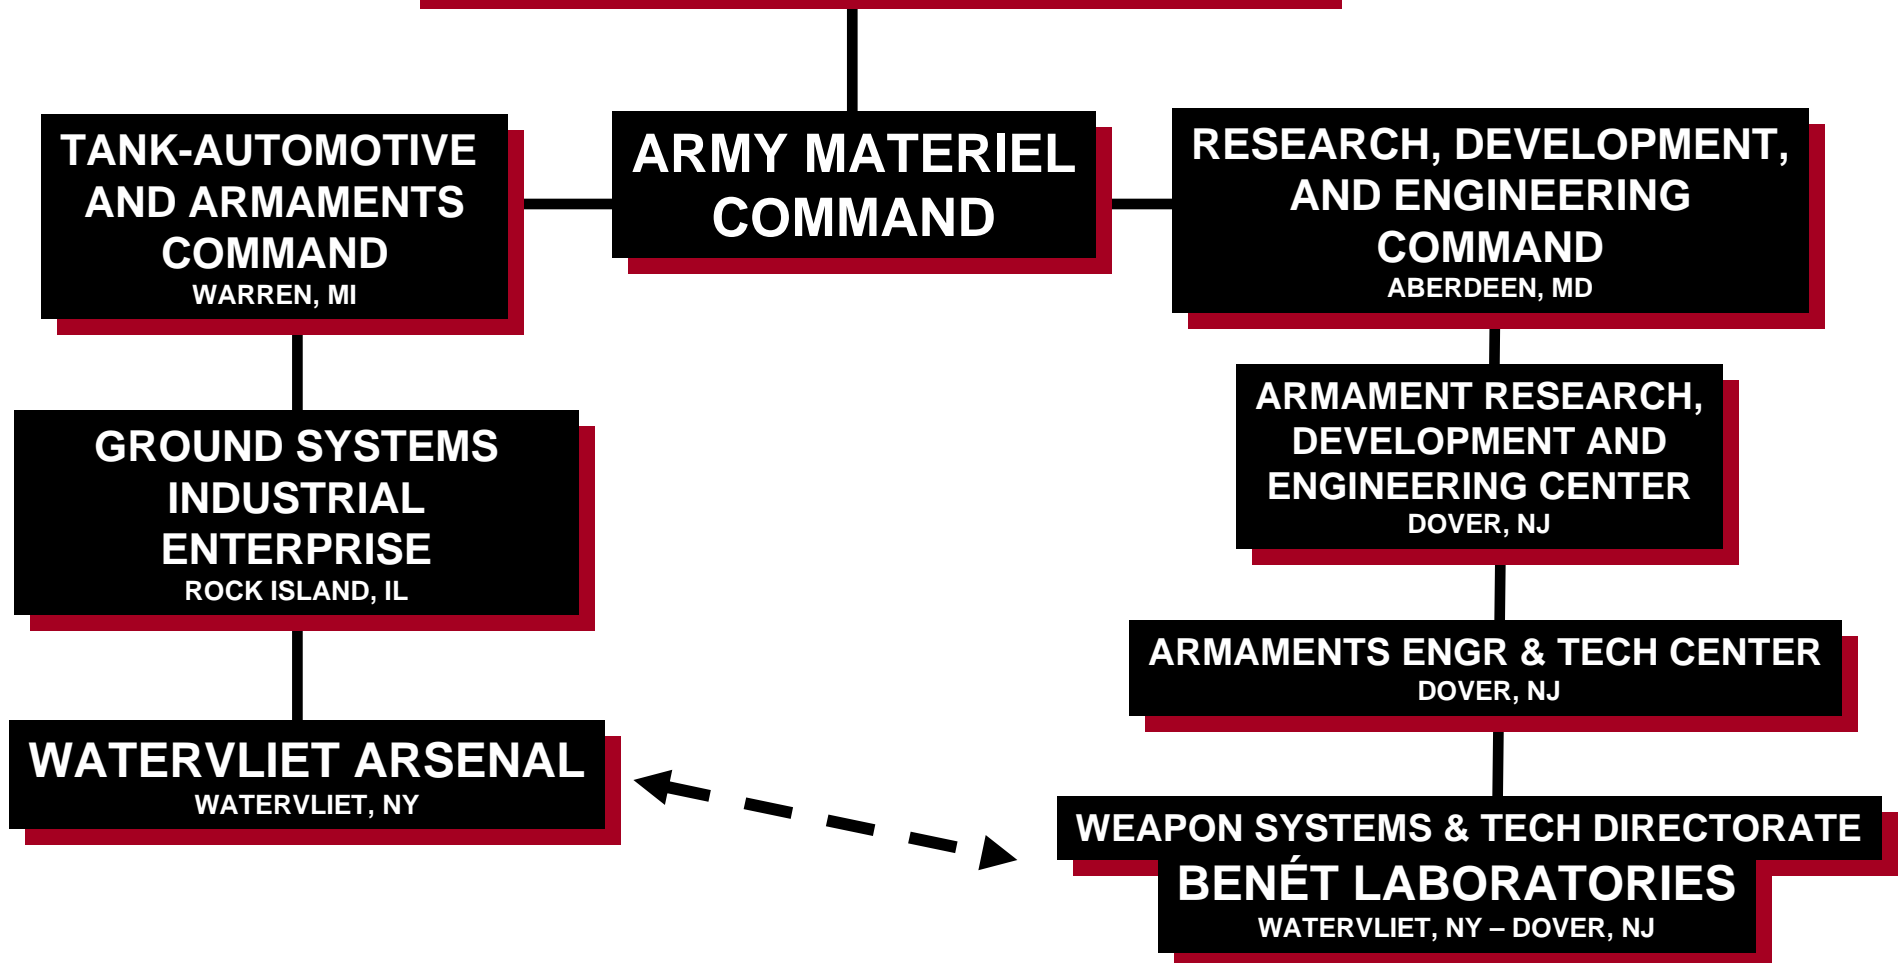 TANK-AUTOMOTIVE
AND ARMAMENTS
COMMAND
WARREN, MI
ARMY MATERIEL
COMMAND
RESEARCH, DEVELOPMENT,
AND ENGINEERING
COMMAND
ABERDEEN, MD
GROUND SYSTEMS
INDUSTRIAL
ENTERPRISE
ROCK ISLAND, IL
ARMAMENT RESEARCH,
DEVELOPMENT AND
ENGINEERING CENTER
DOVER, NJ
ARMAMENTS ENGR & TECH CENTER
DOVER, NJ
WATERVLIET ARSENAL
WATERVLIET, NY
WEAPON SYSTEMS & TECH DIRECTORATE
BENÉT LABORATORIES
WATERVLIET, NY – DOVER, NJ